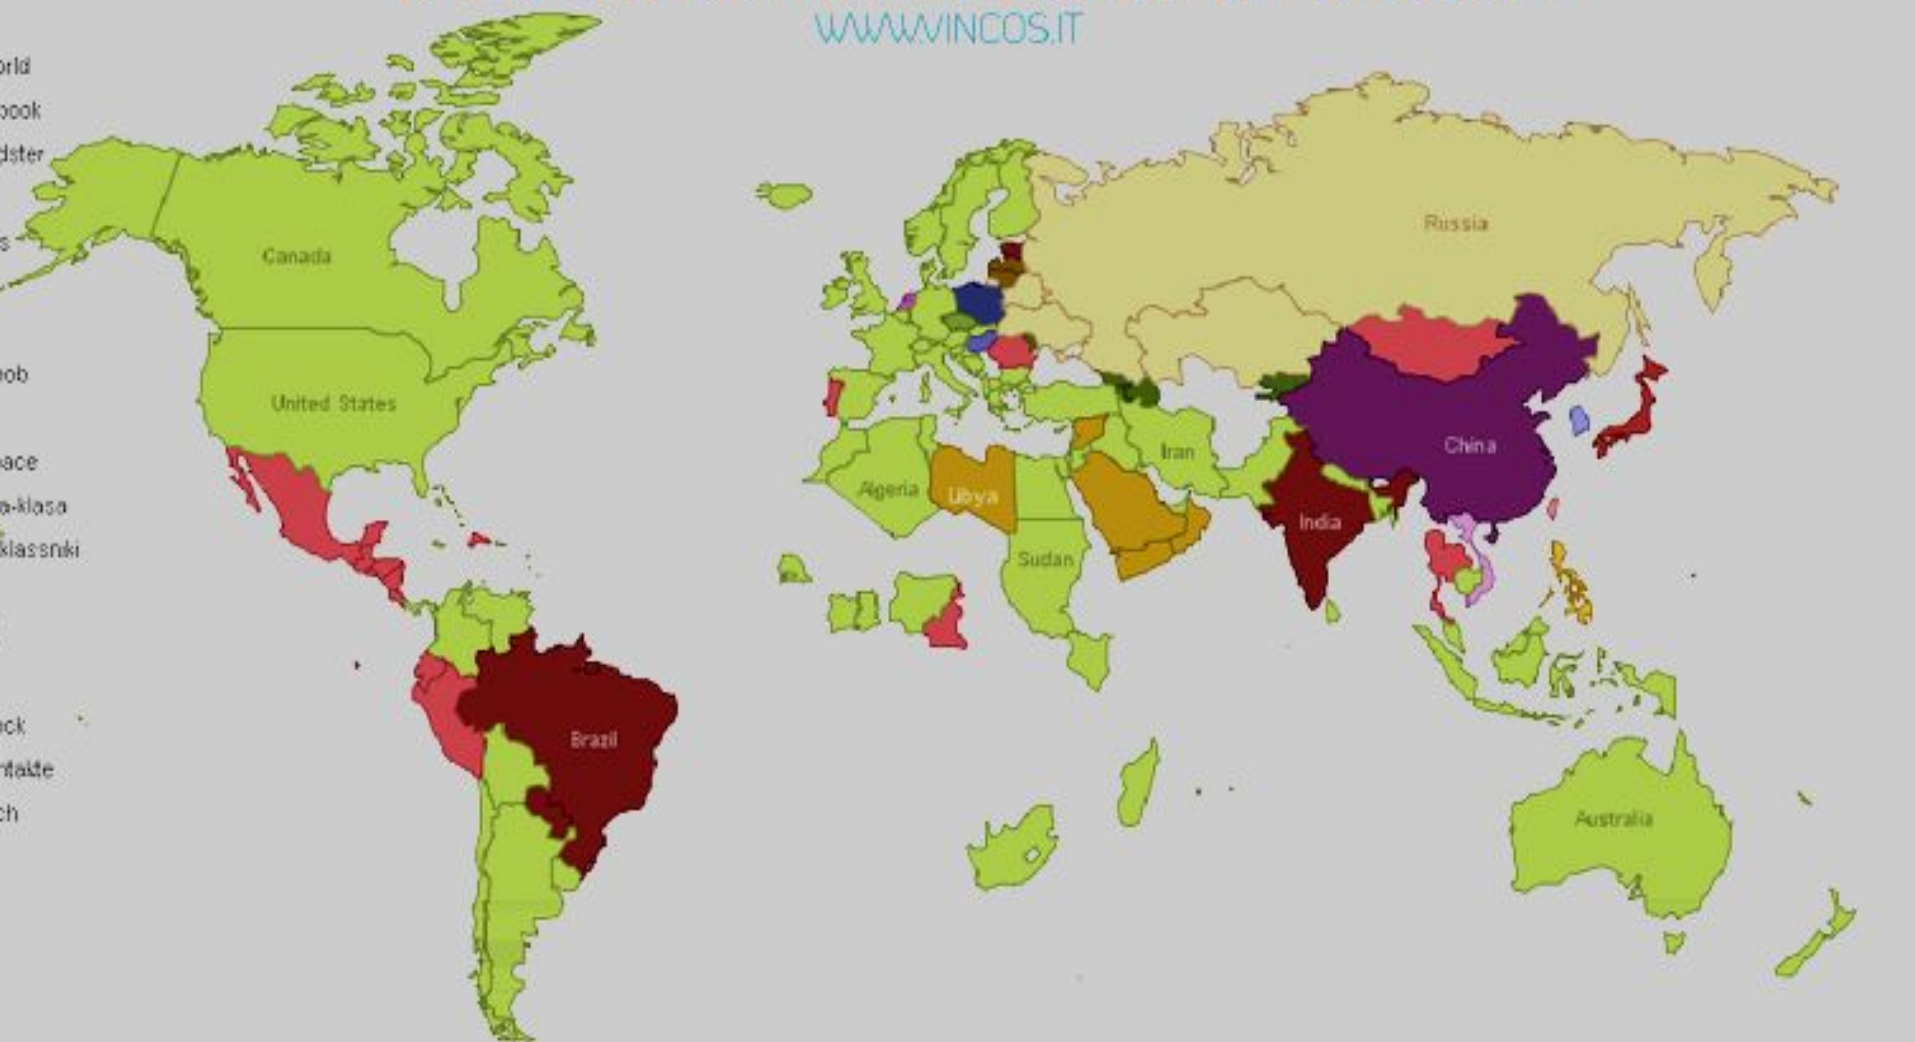 WWW.VINCOS.IT
orld
book
dster
s
ob
ace
a-klasa
klassniki
ck
ntakte
ch
Canada
United States
Russia
China
Iran
Algeria
Libya
India
Sudan
Brazil
Australia